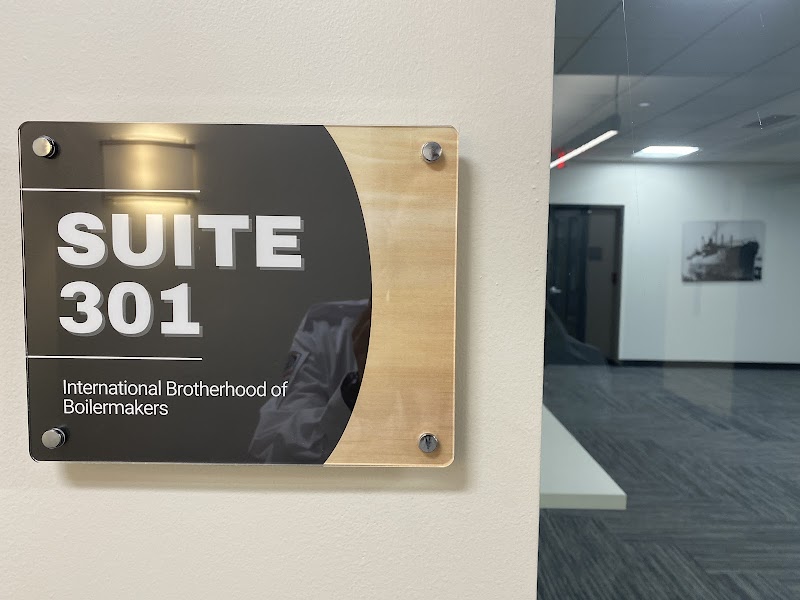 SUITE
301
International Brotherhood of
Boilermakers